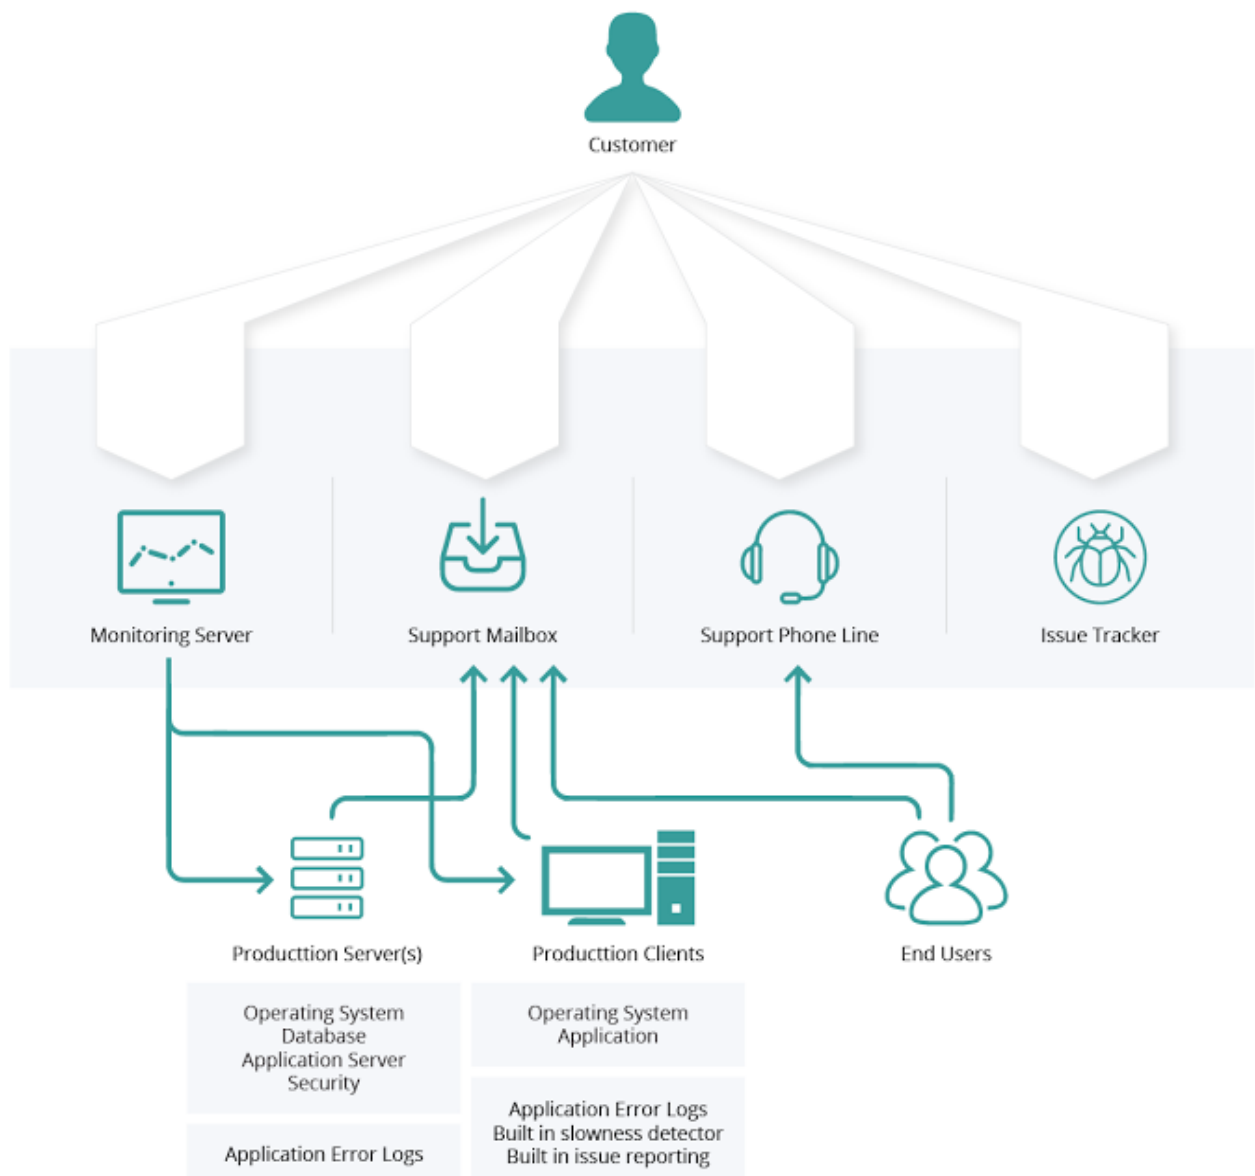 Customer
Monitoring Server
Support Mailbox
Support Phone Line
Issue Tracker
Producttion Server(s)
Producttion Clients
End Users
Operating System
Database
Application Server
Security
Application Error Logs
Operating System
Application
Application Error Logs
Built in slowness detector
Built in issue reporting